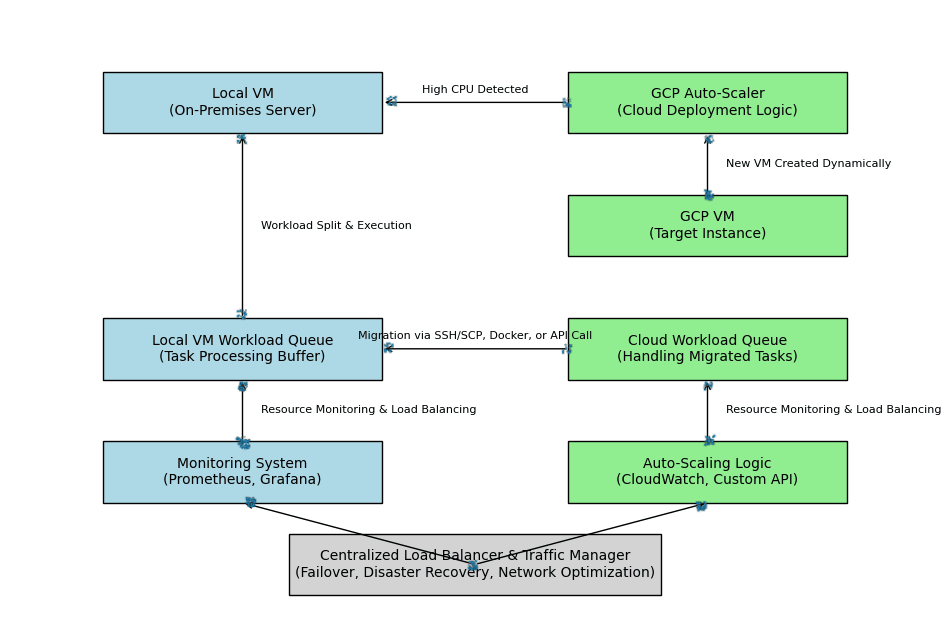 Local VM
(On-Premises Server)
High CPU Detected
GCP Auto-Scaler
(Cloud Deployment Logic)
New VM Created Dynamically
GCP VM
(Target Instance)
Workload Split & Execution
Local VM Workload Queue
(Task Processing Buffer)
Migration via SSH/SCP, Docker, or API Call
Cloud Workload Queue
(Handling Migrated Tasks)
Resource Monitoring & Load Balancing
Resource Monitoring & Load Balancing
Monitoring System
(Prometheus, Grafana)
Auto-Scaling Logic
(CloudWatch, Custom API)
Centralized Load Balancer & Traffic Manager
(Failover, Disaster Recovery, Network Optimization)